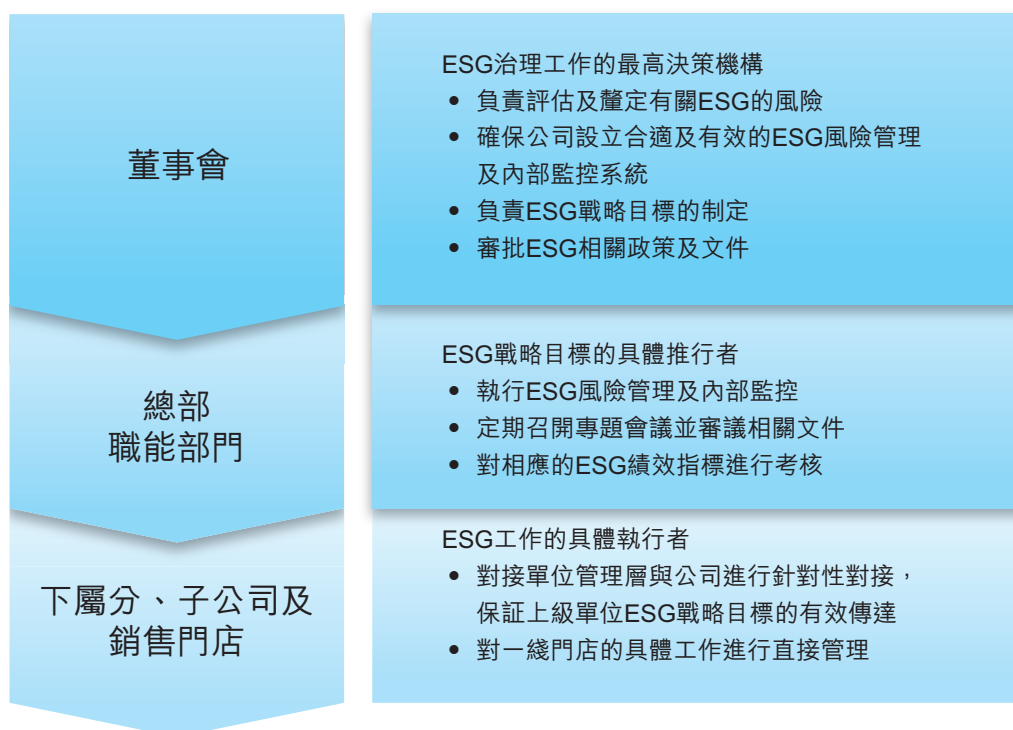 董事會
ESG治理工作的最高決策機構
• 負責評估及釐定有關ESG的風險
• 確保公司設立合適及有效的ESG風險管理
及內部監控系統
• 負責ESG戰略目標的制定
• 審批ESG相關政策及文件
總部
職能部門
ESG戰略目標的具體推行者
• 執行ESG風險管理及內部監控
• 定期召開專題會議並審議相關文件
• 對相應的ESG績效指標進行考核
下屬分、子公司及
銷售門店
ESG工作的具體執行者
• 對接單位管理層與公司進行針對性對接，
保証上級單位ESG戰略目標的有效傳達
• 對一綫門店的具體工作進行直接管理